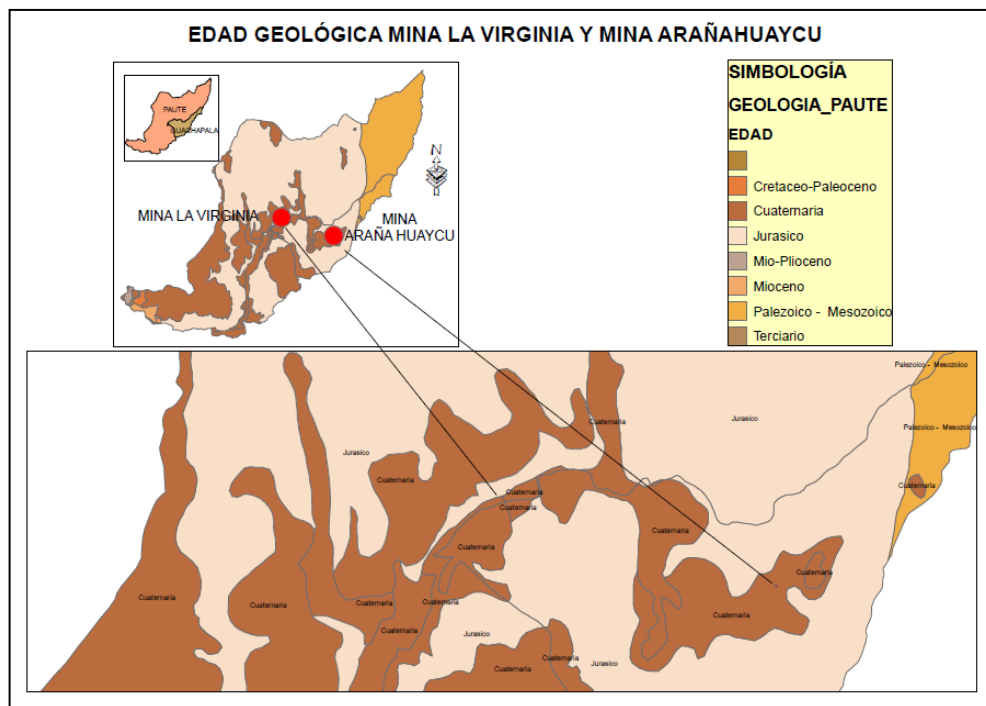 EDAD GEOLÓGICA MINA LA VIRGINIA Y MINA ARAÑAHUAYCU
PAUTE
GUACHAPALA
N
MINA LA VIRGINIA
MINA
ARAÑA HUAYCU
SIMBOLOGÍA
GEOLOGIA_PAUTE
EDAD
Cretaceo-Paleoceno
Cuaternaria
Jurasico
Mio-Plioceno
Mioceno
Palezoico - Mesozoico
Terciario
Palezoico - Mesozoico
Jurasico
Cuaternaria
Palezoico - Mesozoico
Jurasico
Cuaternaria
Cuaternaria
Cuaternaria
Cuaternaria
Cuaternaria
Cuaternaria
Cuaternaria
Cuaternaria
Cuaternaria
Cuaternaria
Cuaternaria
Cuaternaria
Cuaternaria
Cuaternaria
Jurasico
Cuaternaria
Jurasico
Cuaternaria